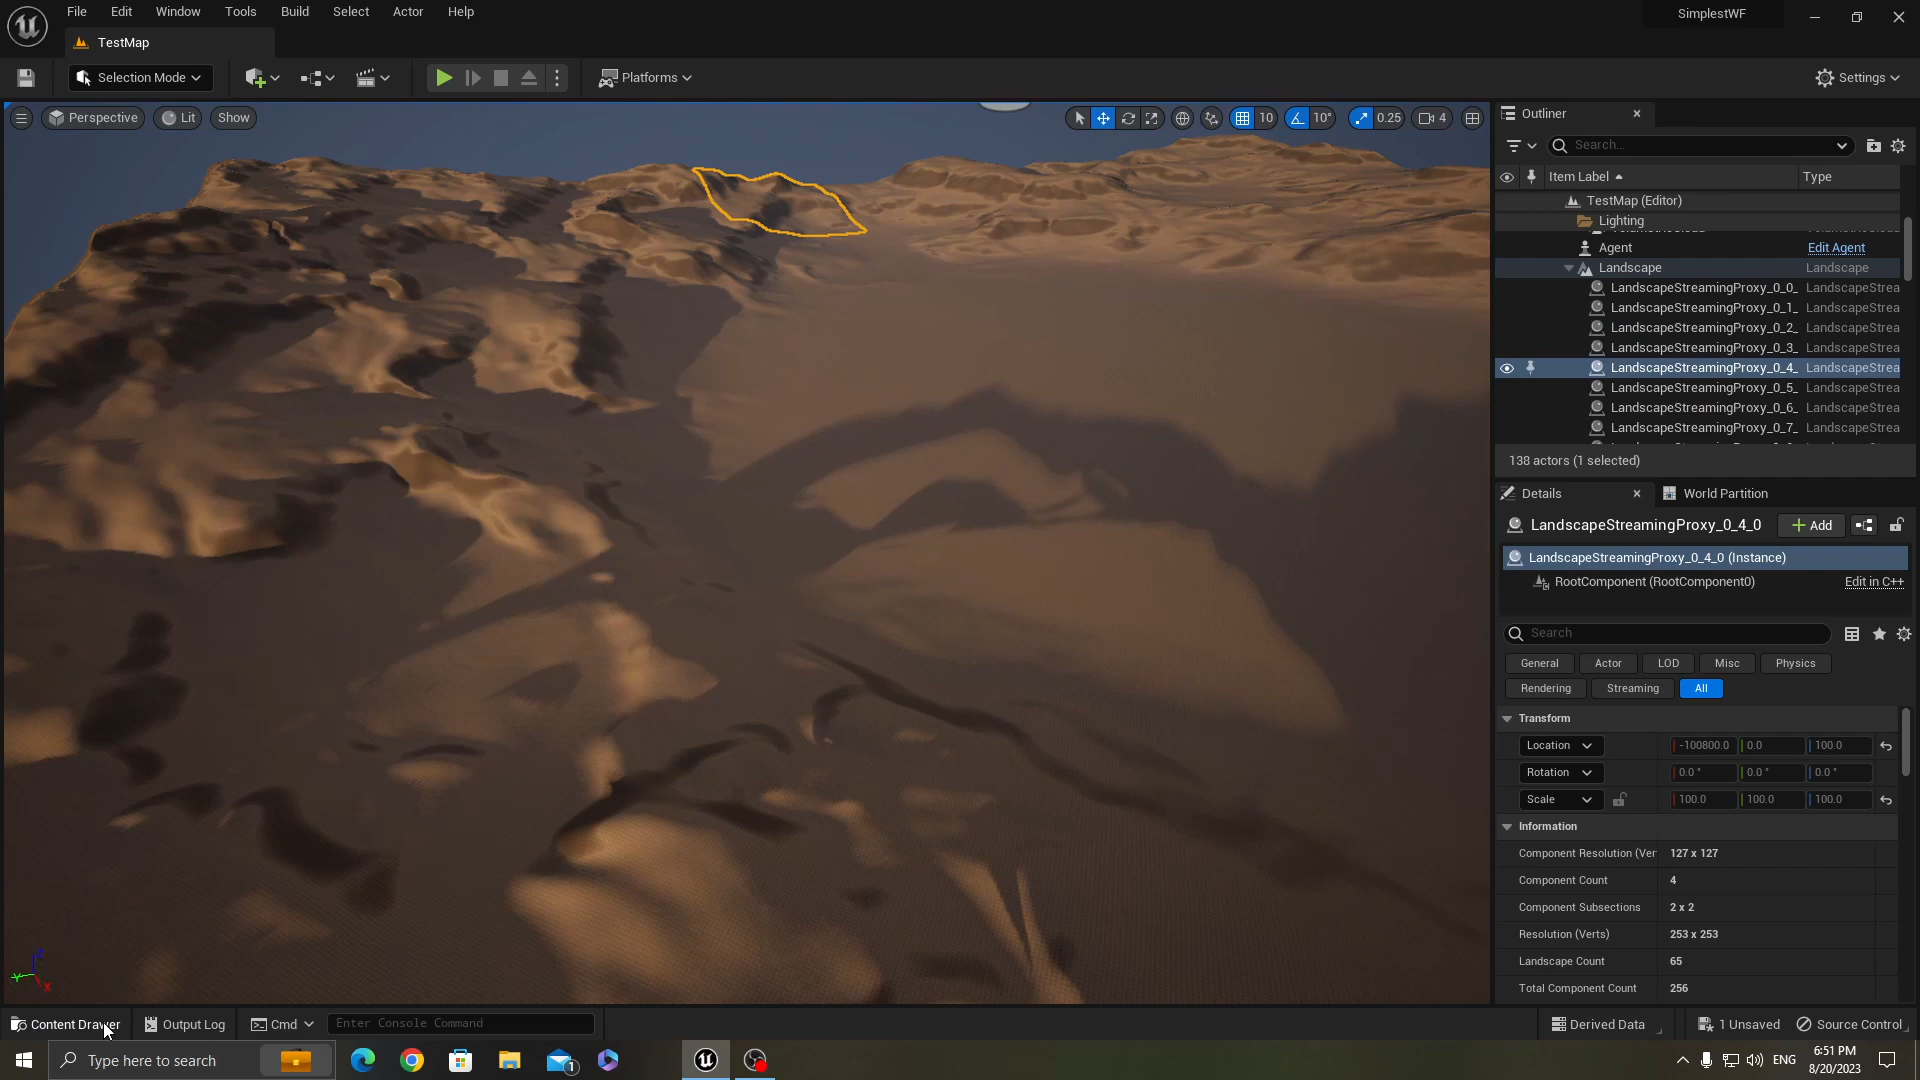 File Edit Window Tools Build Select Actor Help
SimplestWF
TestMap
Selection Mode
Platforms
Settings
Perspective Lit Show
10 10° 0.25 4
Outliner
Search...
Item Label Type
TestMap (Editor)
Lighting
Agent Edit Agent
Landscape Landscape
LandscapeStreamingProxy_0_0_ LandscapeStrea
LandscapeStreamingProxy_0_1_ LandscapeStrea
LandscapeStreamingProxy_0_2_ LandscapeStrea
LandscapeStreamingProxy_0_3_ LandscapeStrea
LandscapeStreamingProxy_0_4_ LandscapeStrea
LandscapeStreamingProxy_0_5_ LandscapeStrea
LandscapeStreamingProxy_0_6_ LandscapeStrea
LandscapeStreamingProxy_0_7_ LandscapeStrea
138 actors (1 selected)
Details World Partition
LandscapeStreamingProxy_0_4_0 Add
LandscapeStreamingProxy_0_4_0 (Instance)
RootComponent (RootComponent0) Edit in C++
Search
General Actor LOD Misc Physics
Rendering Streaming All
Transform
Location -100800.0 0.0 100.0
Rotation 0.0 ° 0.0 ° 0.0 °
Scale 100.0 100.0 100.0
Information
Component Resolution (Ver 127 x 127
Component Count 4
Component Subsections 2 x 2
Resolution (Verts) 253 x 253
Landscape Count 65
Total Component Count 256
Z Y X
Content Drawer Output Log Cmd Enter Console Command Derived Data 1 Unsaved Source Control
Type here to search 1 ENG 6:51 PM
8/20/2023